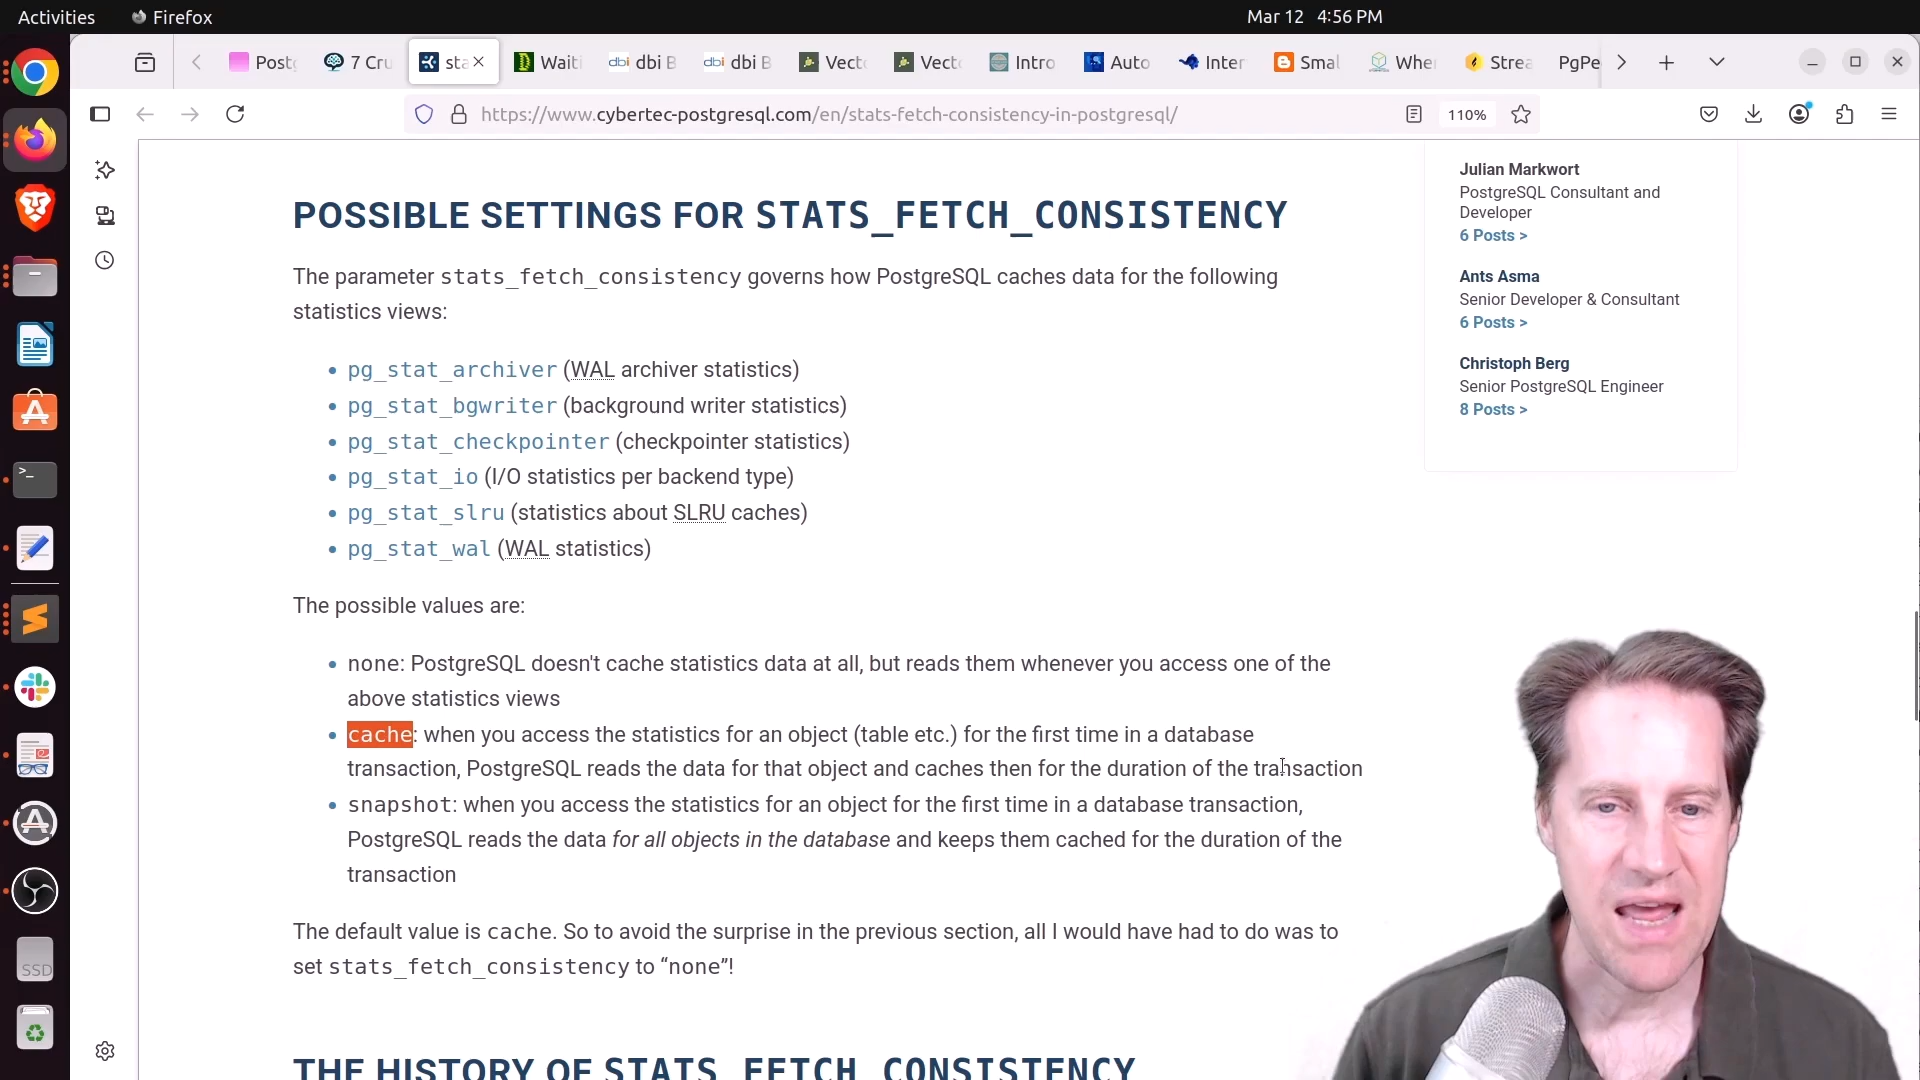 Activities
Firefox
Mar 12 4:56 PM
Postg
7 Cru
sta
Waiti
dbi B
dbi B
Vecto
Vecto
Intro
Auto
Inter
Smal
Whe
Strea
PgPe
https://www.cybertec-postgresql.com/en/stats-fetch-consistency-in-postgresql/
110%
POSSIBLE SETTINGS FOR STATS_FETCH_CONSISTENCY
The parameter stats_fetch_consistency governs how PostgreSQL caches data for the following
statistics views:
• pg_stat_archiver (WAL archiver statistics)
• pg_stat_bgwriter (background writer statistics)
• pg_stat_checkpointer (checkpointer statistics)
• pg_stat_io (I/O statistics per backend type)
• pg_stat_slru (statistics about SLRU caches)
• pg_stat_wal (WAL statistics)
The possible values are:
• none: PostgreSQL doesn't cache statistics data at all, but reads them whenever you access one of the
above statistics views
• cache: when you access the statistics for an object (table etc.) for the first time in a database
transaction, PostgreSQL reads the data for that object and caches then for the duration of the transaction
• snapshot: when you access the statistics for an object for the first time in a database transaction,
PostgreSQL reads the data for all objects in the database and keeps them cached for the duration of the
transaction
The default value is cache. So to avoid the surprise in the previous section, all I would have had to do was to
set stats_fetch_consistency to “none”!
THE HISTORY OF STATS_FETCH_CONSISTENCY
Julian Markwort
PostgreSQL Consultant and
Developer
6 Posts >
Ants Asma
Senior Developer & Consultant
6 Posts >
Christoph Berg
Senior PostgreSQL Engineer
8 Posts >
SSD